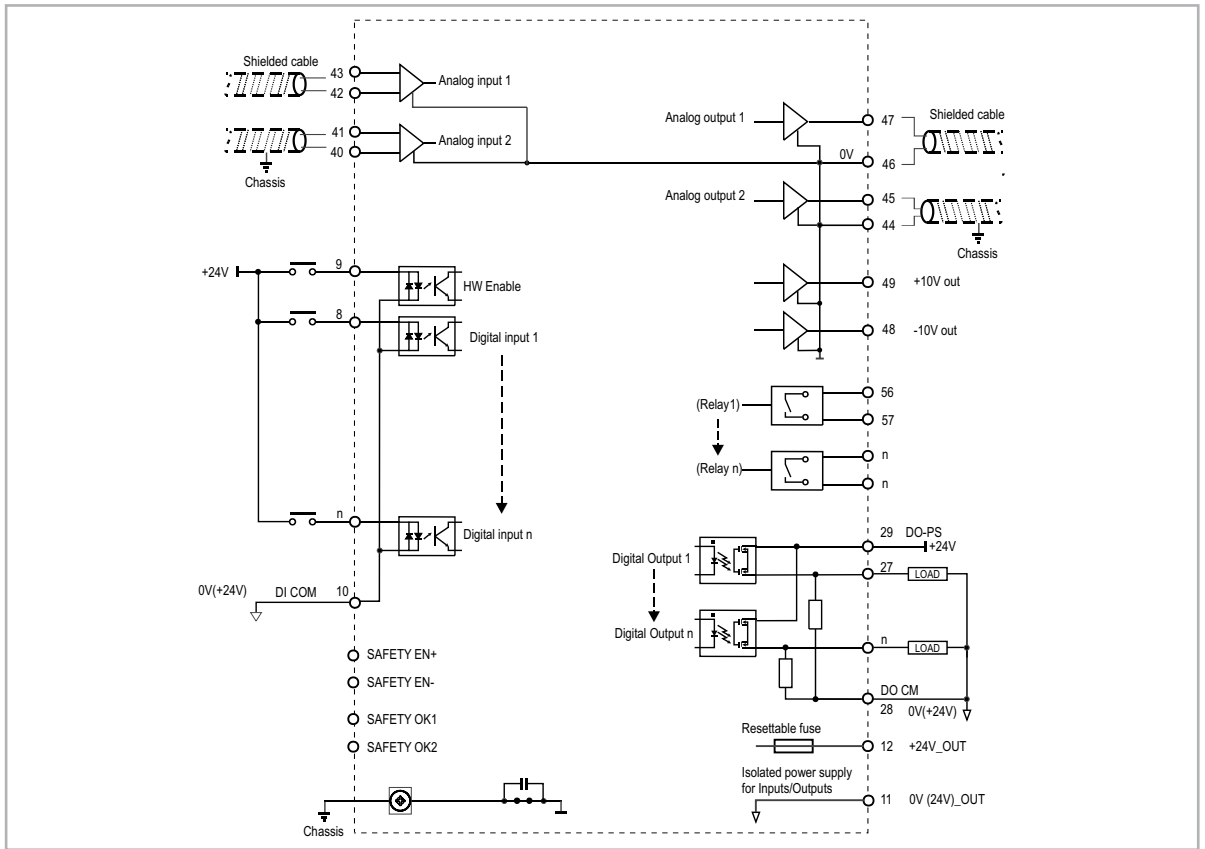 Shielded cable
43
42
Analog input 1
41
40
Analog input 2
Chassis
Analog output 1
47
Shielded cable
0V
46
Analog output 2
45
44
Chassis
+24V
9
HW Enable
49
+10V out
8
Digital input 1
48
-10V out
(Relay1)
56
57
(Relay n)
n
n
n
Digital input n
29
DO-PS
+24V
Digital Output 1
27
LOAD
0V(+24V)
DI COM
10
Digital Output n
n
LOAD
SAFETY EN+
SAFETY EN-
DO CM
28
0V(+24V)
SAFETY OK1
Resettable fuse
SAFETY OK2
12
+24V_OUT
Isolated power supply
for Inputs/Outputs
11
0V (24V)_OUT
Chassis